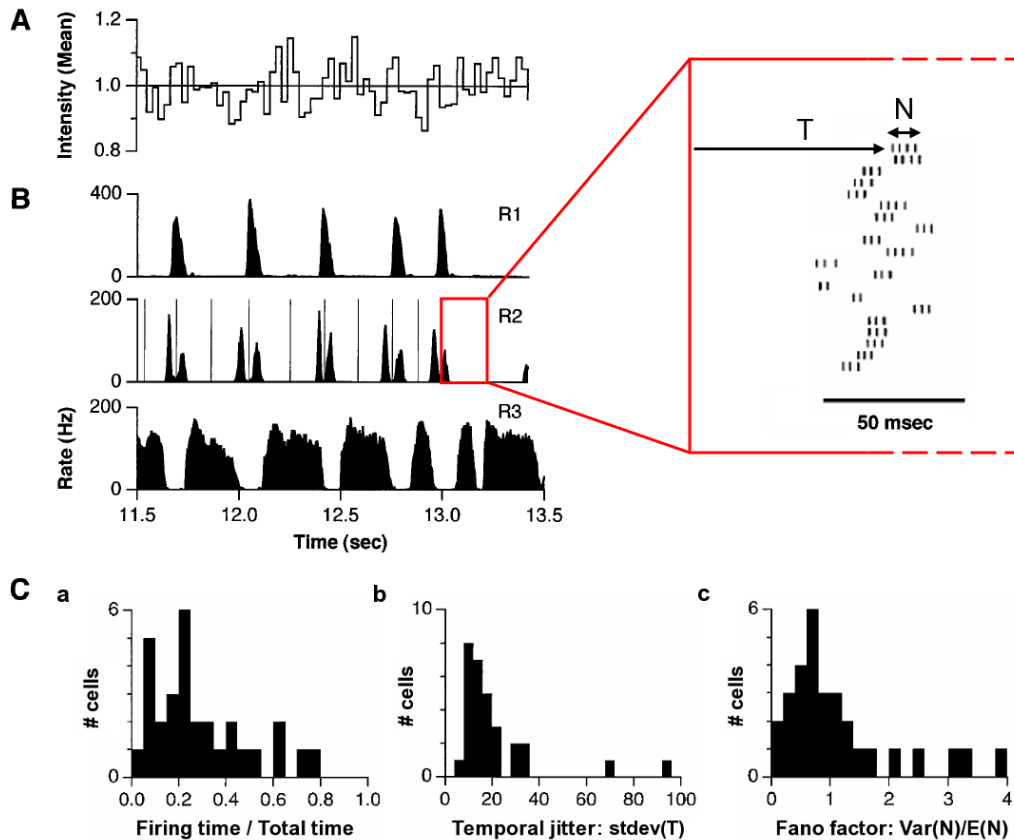 A
Intensity (Mean)
1.2
1.0
0.8
T
N
50 msec
B
400
0
R1
200
0
R2
Rate (Hz)
200
0
R3
11.5 12.0 12.5 13.0 13.5
Time (sec)
C
a
# cells
6
0
0.0 0.2 0.4 0.6 0.8 1.0
Firing time / Total time
b
# cells
10
0
0 20 40 60 80 100
Temporal jitter: stdev(T)
c
# cells
6
0
0 1 2 3 4
Fano factor: Var(N)/E(N)